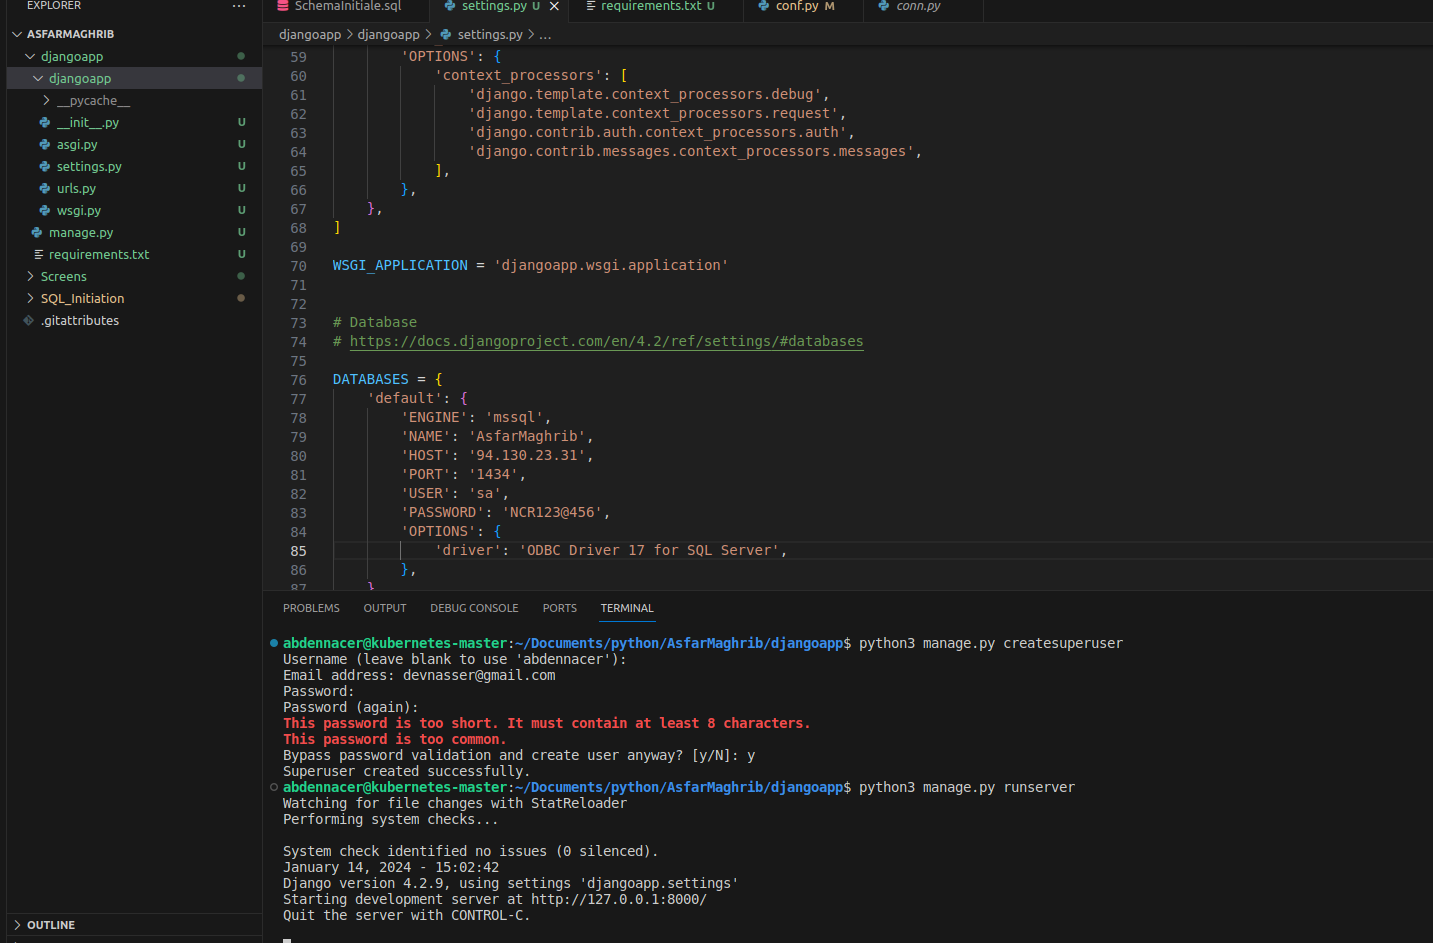 EXPLORER
ASFARMAGHRIB
djangoapp
djangoapp
__pycache__
__init__.py U
asgi.py U
settings.py U
urls.py U
wsgi.py U
manage.py U
requirements.txt U
Screens
SQL_Initiation
.gitattributes
OUTLINE
SchemaInitiale.sql
settings.py U
requirements.txt U
conf.py M
conn.py
djangoapp > djangoapp > settings.py > ...
59 'OPTIONS': {
60 'context_processors': [
61 'django.template.context_processors.debug',
62 'django.template.context_processors.request',
63 'django.contrib.auth.context_processors.auth',
64 'django.contrib.messages.context_processors.messages',
65 ],
66 },
67 },
68 ]
69
70 WSGI_APPLICATION = 'djangoapp.wsgi.application'
71
72
73 # Database
74 # https://docs.djangoproject.com/en/4.2/ref/settings/#databases
75
76 DATABASES = {
77 'default': {
78 'ENGINE': 'mssql',
79 'NAME': 'AsfarMaghrib',
80 'HOST': '94.130.23.31',
81 'PORT': '1434',
82 'USER': 'sa',
83 'PASSWORD': 'NCR123@456',
84 'OPTIONS': {
85 'driver': 'ODBC Driver 17 for SQL Server',
86 },
87 }
PROBLEMS OUTPUT DEBUG CONSOLE PORTS TERMINAL
abdennacer@kubernetes-master:~/Documents/python/AsfarMaghrib/djangoapp$ python3 manage.py createsuperuser
Username (leave blank to use 'abdennacer'):
Email address: devnasser@gmail.com
Password:
Password (again):
This password is too short. It must contain at least 8 characters.
This password is too common.
Bypass password validation and create user anyway? [y/N]: y
Superuser created successfully.
abdennacer@kubernetes-master:~/Documents/python/AsfarMaghrib/djangoapp$ python3 manage.py runserver
Watching for file changes with StatReloader
Performing system checks...
System check identified no issues (0 silenced).
January 14, 2024 - 15:02:42
Django version 4.2.9, using settings 'djangoapp.settings'
Starting development server at http://127.0.0.1:8000/
Quit the server with CONTROL-C.